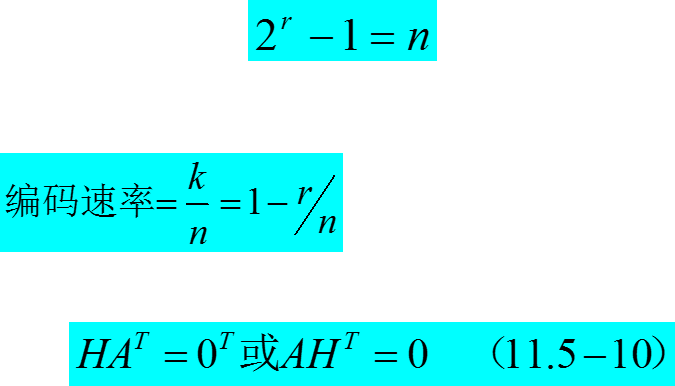 2^r − 1 = n
编码速率= k/n = 1 − r/n
HA^T = 0^T 或 AH^T = 0 （11.5−10）